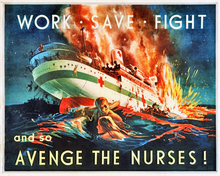 WORK · SAVE · FIGHT
and so
AVENGE THE NURSES!